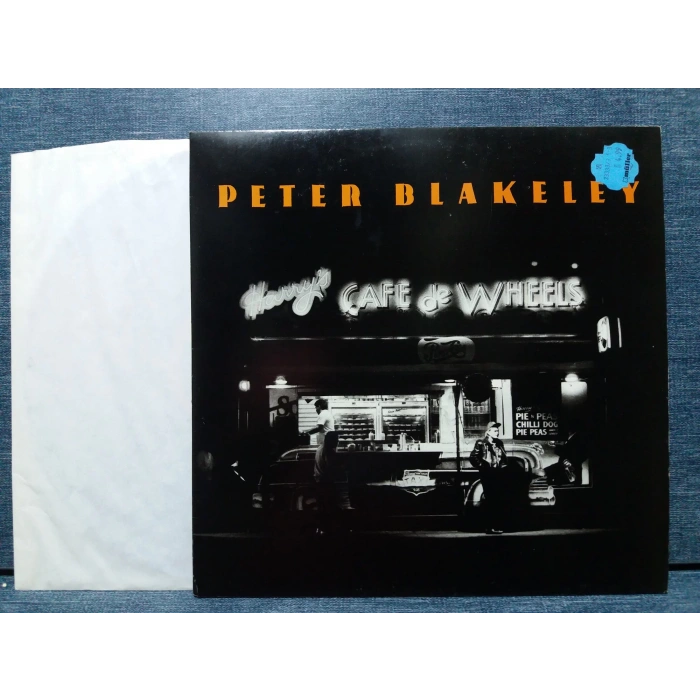 PETER BLAKELEY
Harry's CAFE de WHEELS
PIE 'N' PEAS
CHILLI DOG
PIE PEAS